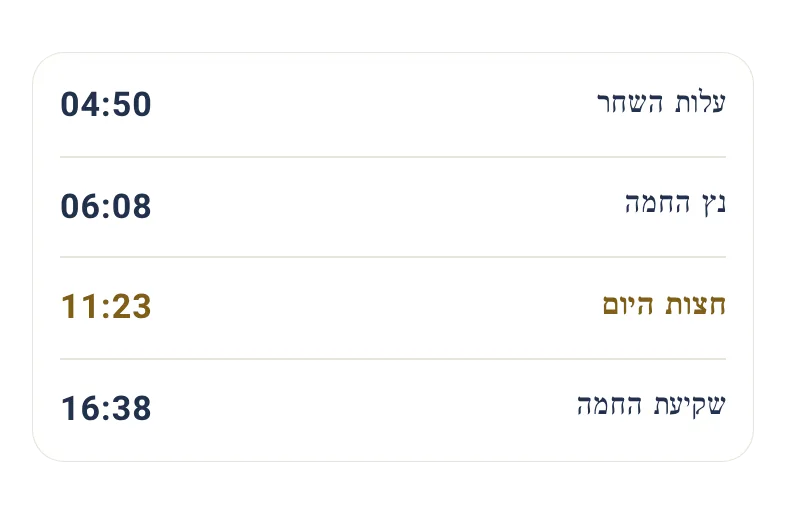 עלות השחר 04:50
נץ החמה 06:08
חצות היום 11:23
שקיעת החמה 16:38